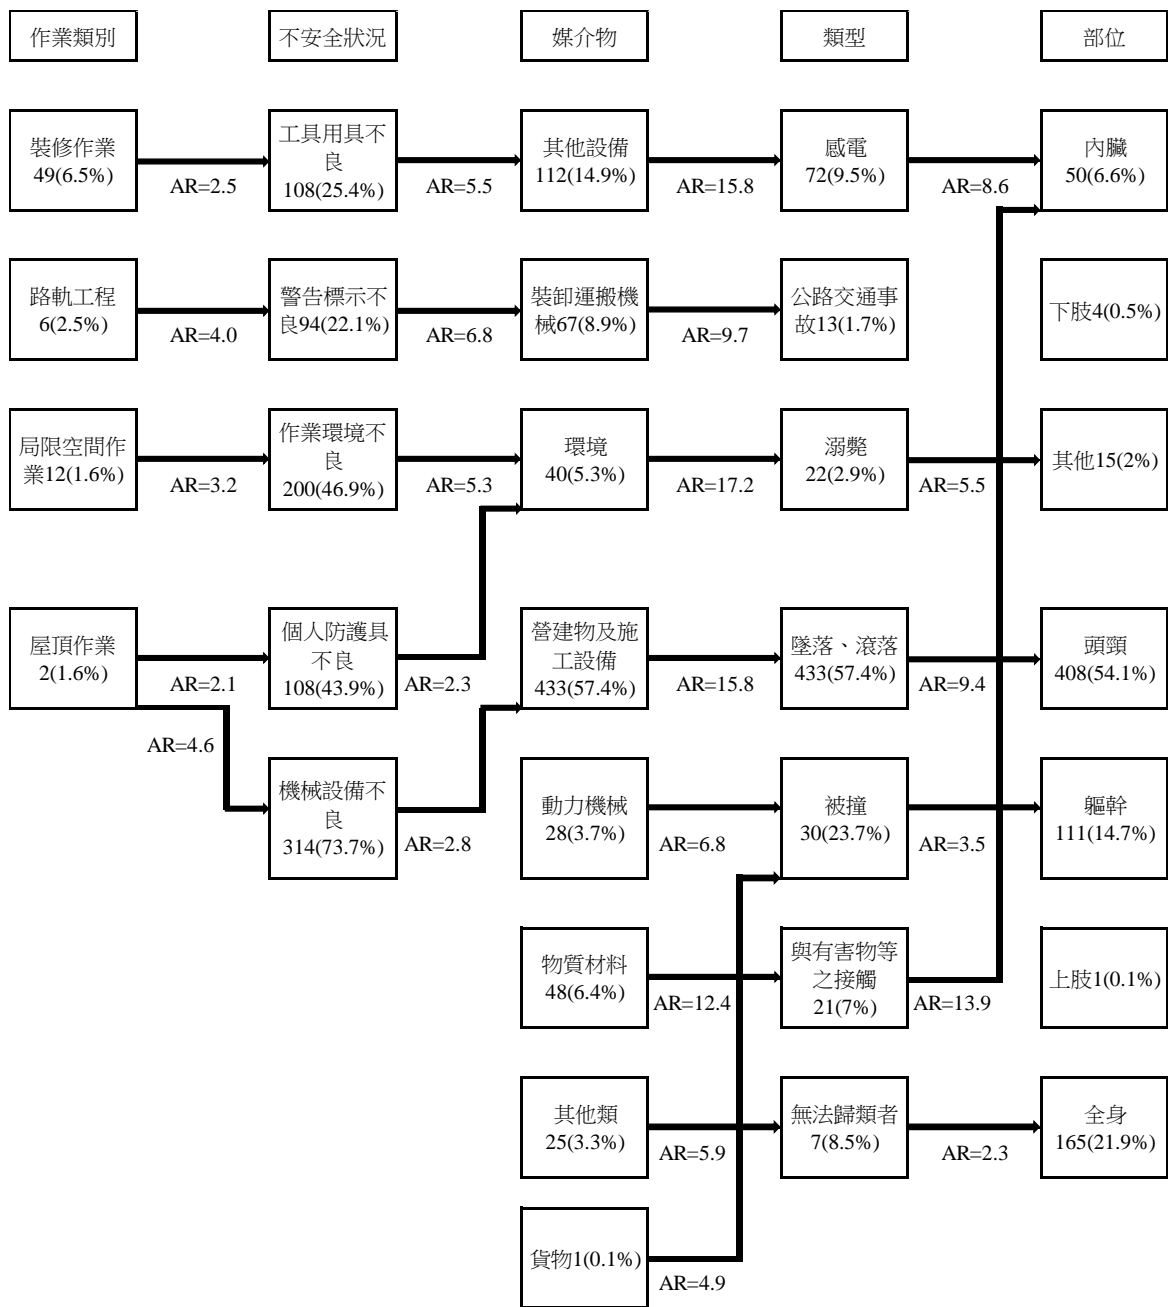 作業類別
不安全狀況
媒介物
類型
部位
裝修作業
49(6.5%)
AR=2.5
工具用具不
良
108(25.4%)
AR=5.5
其他設備
112(14.9%)
AR=15.8
感電
72(9.5%)
AR=8.6
內臟
50(6.6%)
路軌工程
6(2.5%)
AR=4.0
警告標示不
良94(22.1%)
AR=6.8
裝卸運搬機
械67(8.9%)
AR=9.7
公路交通事
故13(1.7%)
下肢4(0.5%)
局限空間作
業12(1.6%)
AR=3.2
作業環境不
良
200(46.9%)
AR=5.3
環境
40(5.3%)
AR=17.2
溺斃
22(2.9%)
AR=5.5
其他15(2%)
屋頂作業
2(1.6%)
AR=2.1
AR=4.6
個人防護具
不良
108(43.9%)
AR=2.3
營建物及施
工設備
433(57.4%)
AR=15.8
墜落、滾落
433(57.4%)
AR=9.4
頭頸
408(54.1%)
機械設備不
良
314(73.7%)
AR=2.8
動力機械
28(3.7%)
AR=6.8
被撞
30(23.7%)
AR=3.5
軀幹
111(14.7%)
物質材料
48(6.4%)
AR=12.4
與有害物等
之接觸
21(7%)
AR=13.9
上肢1(0.1%)
其他類
25(3.3%)
AR=5.9
無法歸類者
7(8.5%)
AR=2.3
全身
165(21.9%)
貨物1(0.1%)
AR=4.9